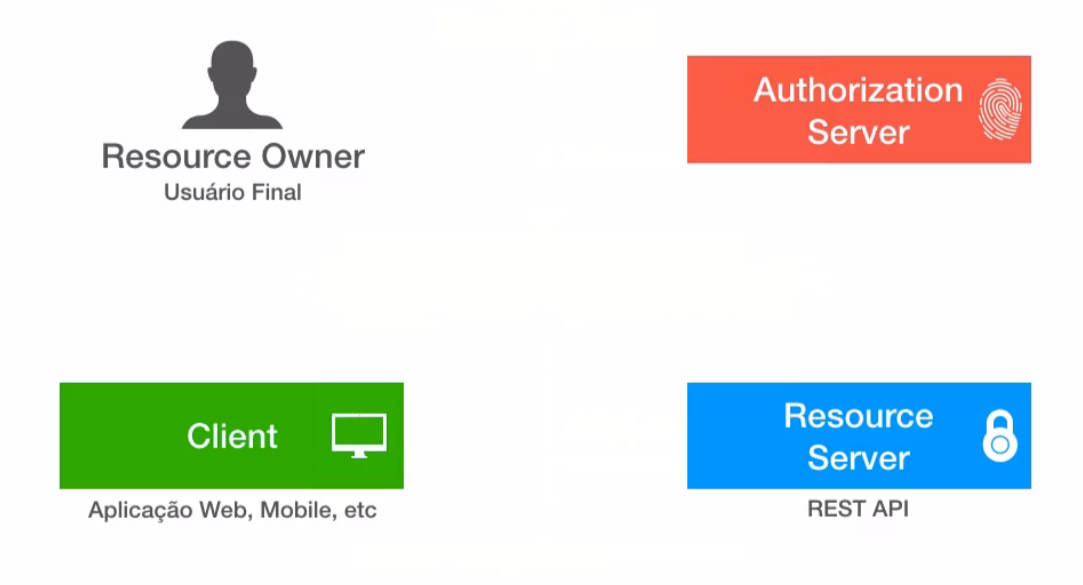 Resource Owner
Usuário Final
Authorization
Server
Client
Aplicação Web, Mobile, etc
Resource
Server
REST API